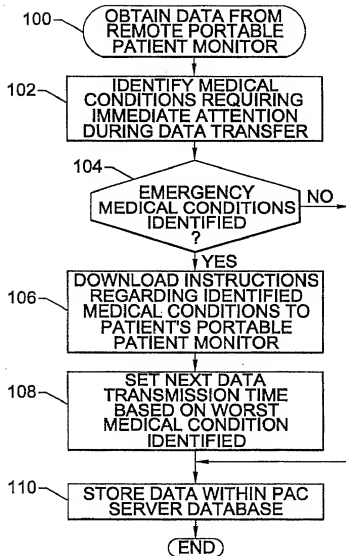 100
OBTAIN DATA FROM
REMOTE PORTABLE
PATIENT MONITOR
102
IDENTIFY MEDICAL
CONDITIONS REQUIRING
IMMEDIATE ATTENTION
DURING DATA TRANSFER
104
EMERGENCY
MEDICAL CONDITIONS
IDENTIFIED
?
NO
YES
106
DOWNLOAD INSTRUCTIONS
REGARDING IDENTIFIED
MEDICAL CONDITIONS TO
PATIENT'S PORTABLE
PATIENT MONITOR
108
SET NEXT DATA
TRANSMISSION TIME
BASED ON WORST
MEDICAL CONDITION
IDENTIFIED
110
STORE DATA WITHIN PAC
SERVER DATABASE
END